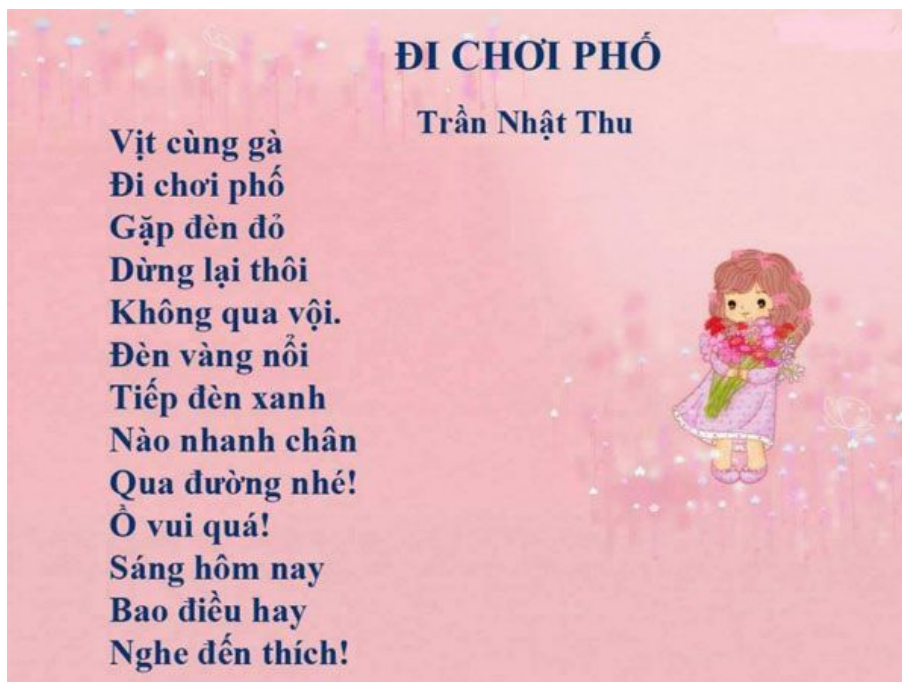 ĐI CHƠI PHỐ
Trần Nhật Thu
Vịt cùng gà
Đi chơi phố
Gặp đèn đỏ
Dừng lại thôi
Không qua vội.
Đèn vàng nổi
Tiếp đèn xanh
Nào nhanh chân
Qua đường nhé!
Ồ vui quá!
Sáng hôm nay
Bao điều hay
Nghe đến thích!